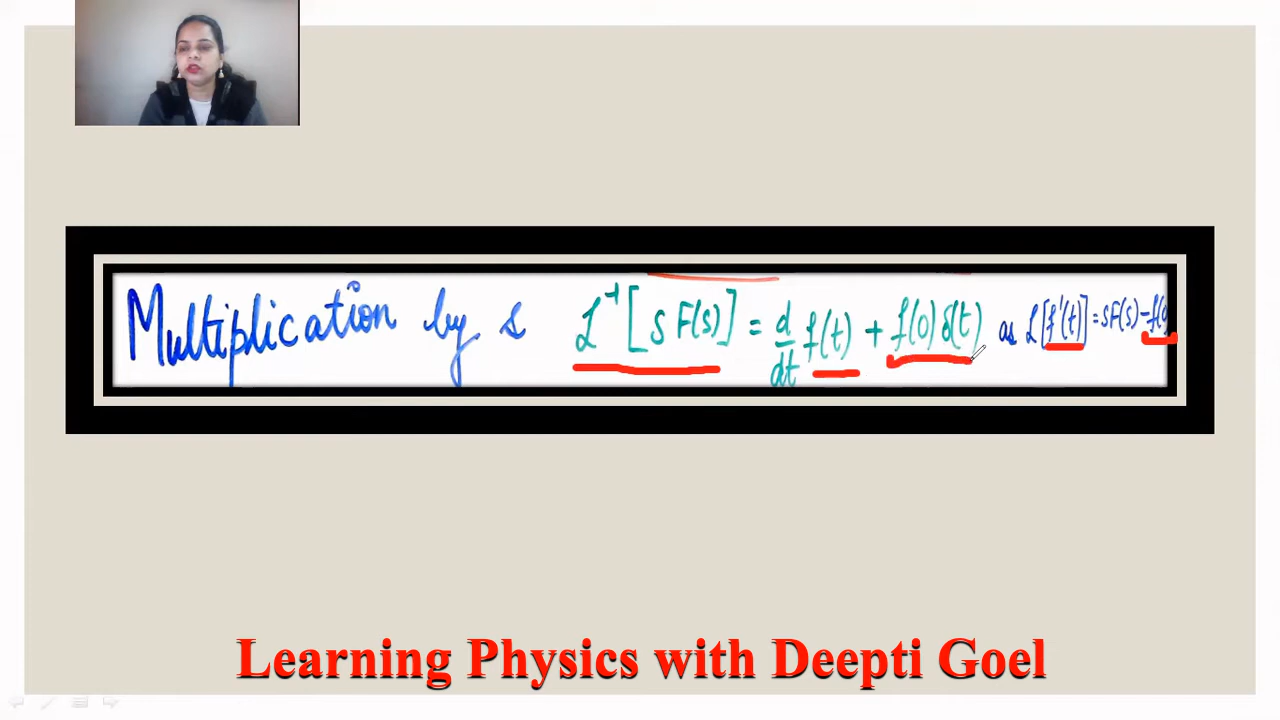 Multiplication by s L⁻¹[s F(s)] = d/dt f(t) + f(0) δ(t) as L[f'(t)] = sF(s) - f(0
Learning Physics with Deepti Goel